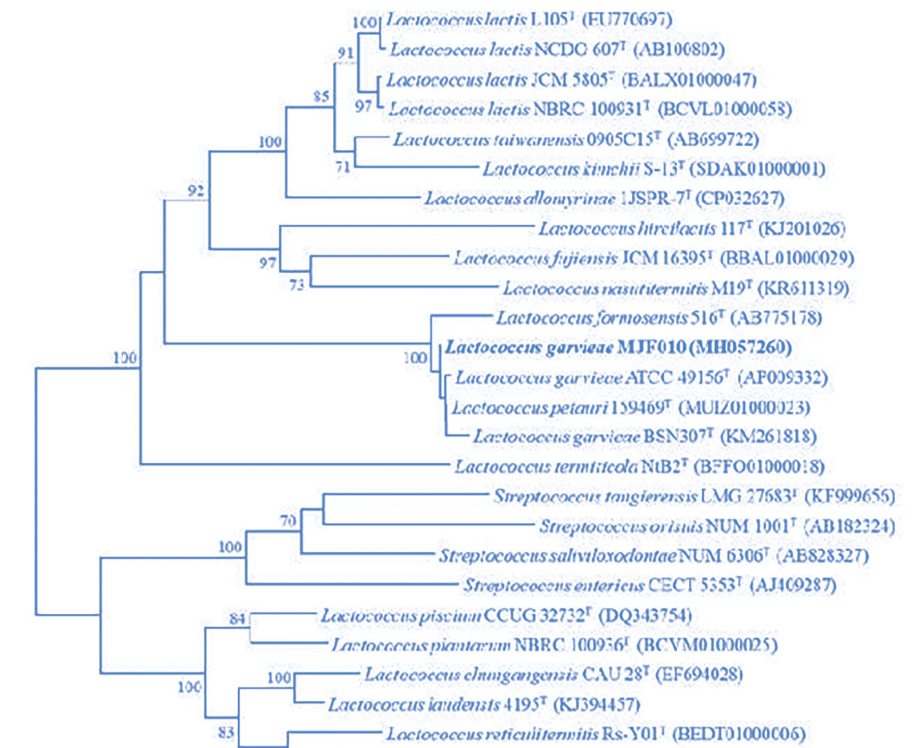 100
Lactococcus lactis L105ᵀ (EU770697)
91
Lactococcus lactis NCDO 607ᵀ (AB100802)
Lactococcus lactis JCM 5805ᵀ (BALX01000047)
85
97
Lactococcus lactis NBRC 100931ᵀ (BCVL01000058)
100
Lactococcus taiwanensis 0905C15ᵀ (AB699722)
71
Lactococcus kimchii S-13ᵀ (SDAK01000001)
92
Lactococcus allomyrinae 1JSPR-7ᵀ (CP032627)
Lactococcus hircilactis 117ᵀ (KJ201026)
97
Lactococcus fujiensis JCM 16395ᵀ (BBAL01000029)
73
Lactococcus nasutitermitis M19ᵀ (KR611319)
Lactococcus formosensis 516ᵀ (AB775178)
100
100
Lactococcus garvieae MJF010 (MH057260)
Lactococcus garvieae ATCC 49156ᵀ (AP009332)
Lactococcus petauri 159469ᵀ (MUIZ01000023)
Lactococcus garvieae BSN307ᵀ (KM261818)
Lactococcus termiticola NtB2ᵀ (BFFO01000018)
Streptococcus tangierensis LMG 27683ᵀ (KF999656)
70
Streptococcus orisuis NUM 1001ᵀ (AB182324)
100
Streptococcus saliviloxodontae NUM 6306ᵀ (AB828327)
Streptococcus entericus CECT 5353ᵀ (AJ409287)
84
Lactococcus piscium CCUG 32732ᵀ (DQ343754)
Lactococcus plantarum NBRC 100936ᵀ (BCVM01000025)
100
100
Lactococcus chungangensis CAU 28ᵀ (EF694028)
Lactococcus laudensis 4195ᵀ (KJ394457)
83
Lactococcus reticulitermitis Rs-Y01ᵀ (BEDT01000006)